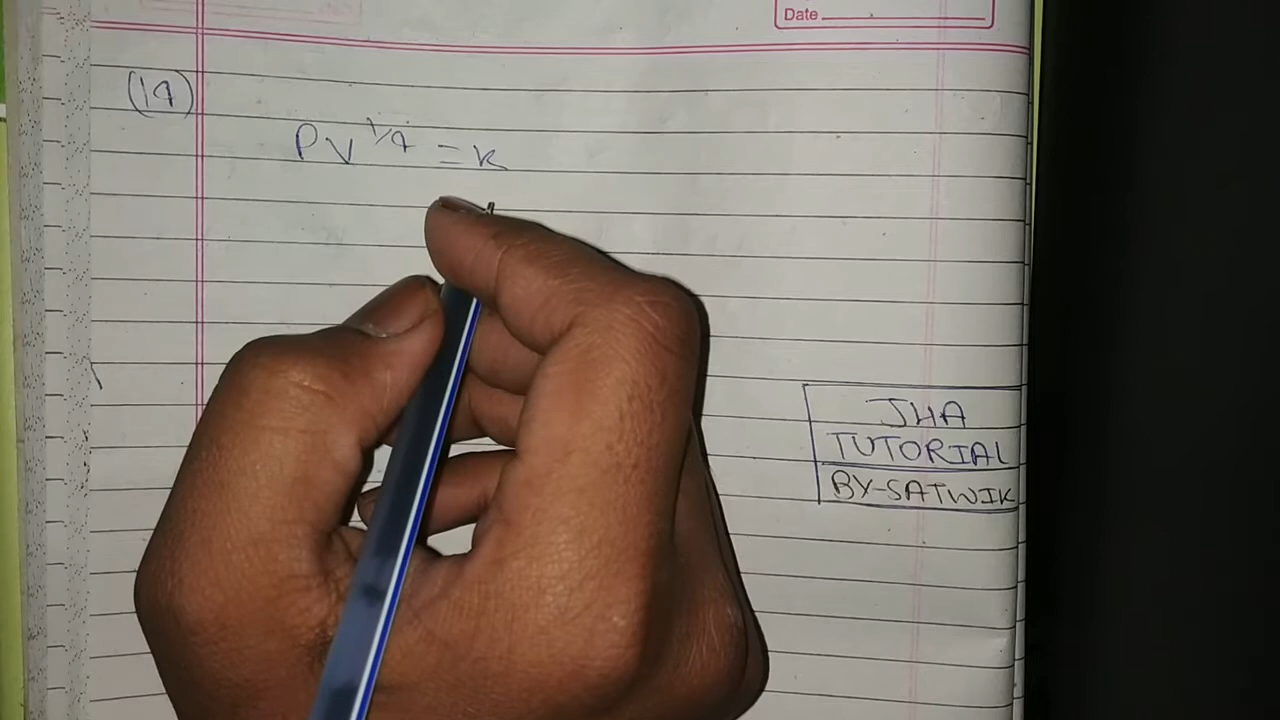 Date
(14)
PV^1/4 = K
JHA
TUTORIAL
BY-SATWIK